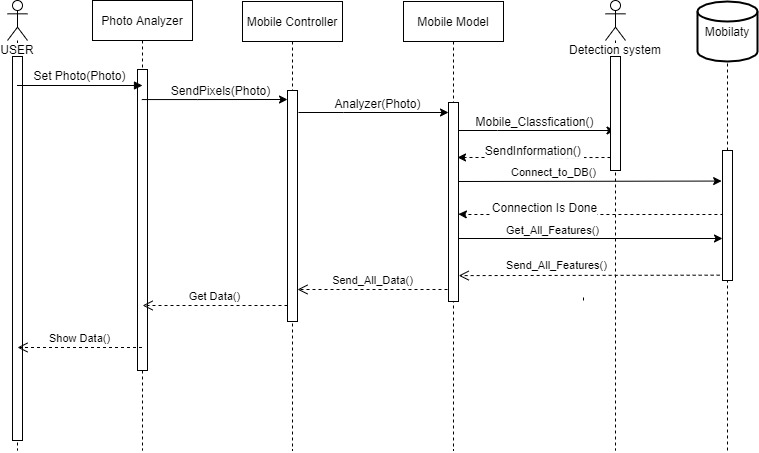 Photo Analyzer
Mobile Controller
Mobile Model
Mobilaty
USER
Detection system
Set Photo(Photo)
SendPixels(Photo)
Analyzer(Photo)
Mobile_Classfication()
SendInformation()
Connect_to_DB()
Connection Is Done
Get_All_Features()
Send_All_Features()
Send_All_Data()
Get Data()
Show Data()